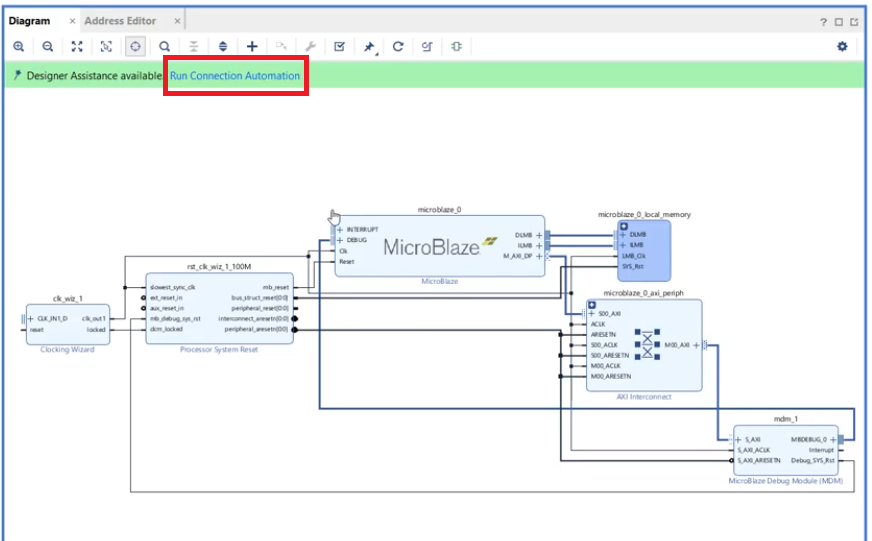 Diagram × Address Editor ×
? 
Designer Assistance available. Run Connection Automation
microblaze_0
INTERRUPT
DEBUG
Clk
Reset
MicroBlaze
DLMB
ILMB
M_AXI_DP
MicroBlaze
microblaze_0_local_memory
DLMB
ILMB
LMB_Clk
SYS_Rst
rst_clk_wiz_1_100M
slowest_sync_clk
ext_reset_in
aux_reset_in
mb_debug_sys_rst
dcm_locked
mb_reset
bus_struct_reset[0:0]
peripheral_reset[0:0]
interconnect_aresetn[0:0]
peripheral_aresetn[0:0]
Processor System Reset
clk_wiz_1
CLK_IN1_D
reset
clk_out1
locked
Clocking Wizard
microblaze_0_axi_periph
S00_AXI
ACLK
ARESETN
S00_ACLK
S00_ARESETN
M00_ACLK
M00_ARESETN
M00_AXI
AXI Interconnect
mdm_1
S_AXI
S_AXI_ACLK
S_AXI_ARESETN
MBDEBUG_0
Interrupt
Debug_SYS_Rst
MicroBlaze Debug Module (MDM)